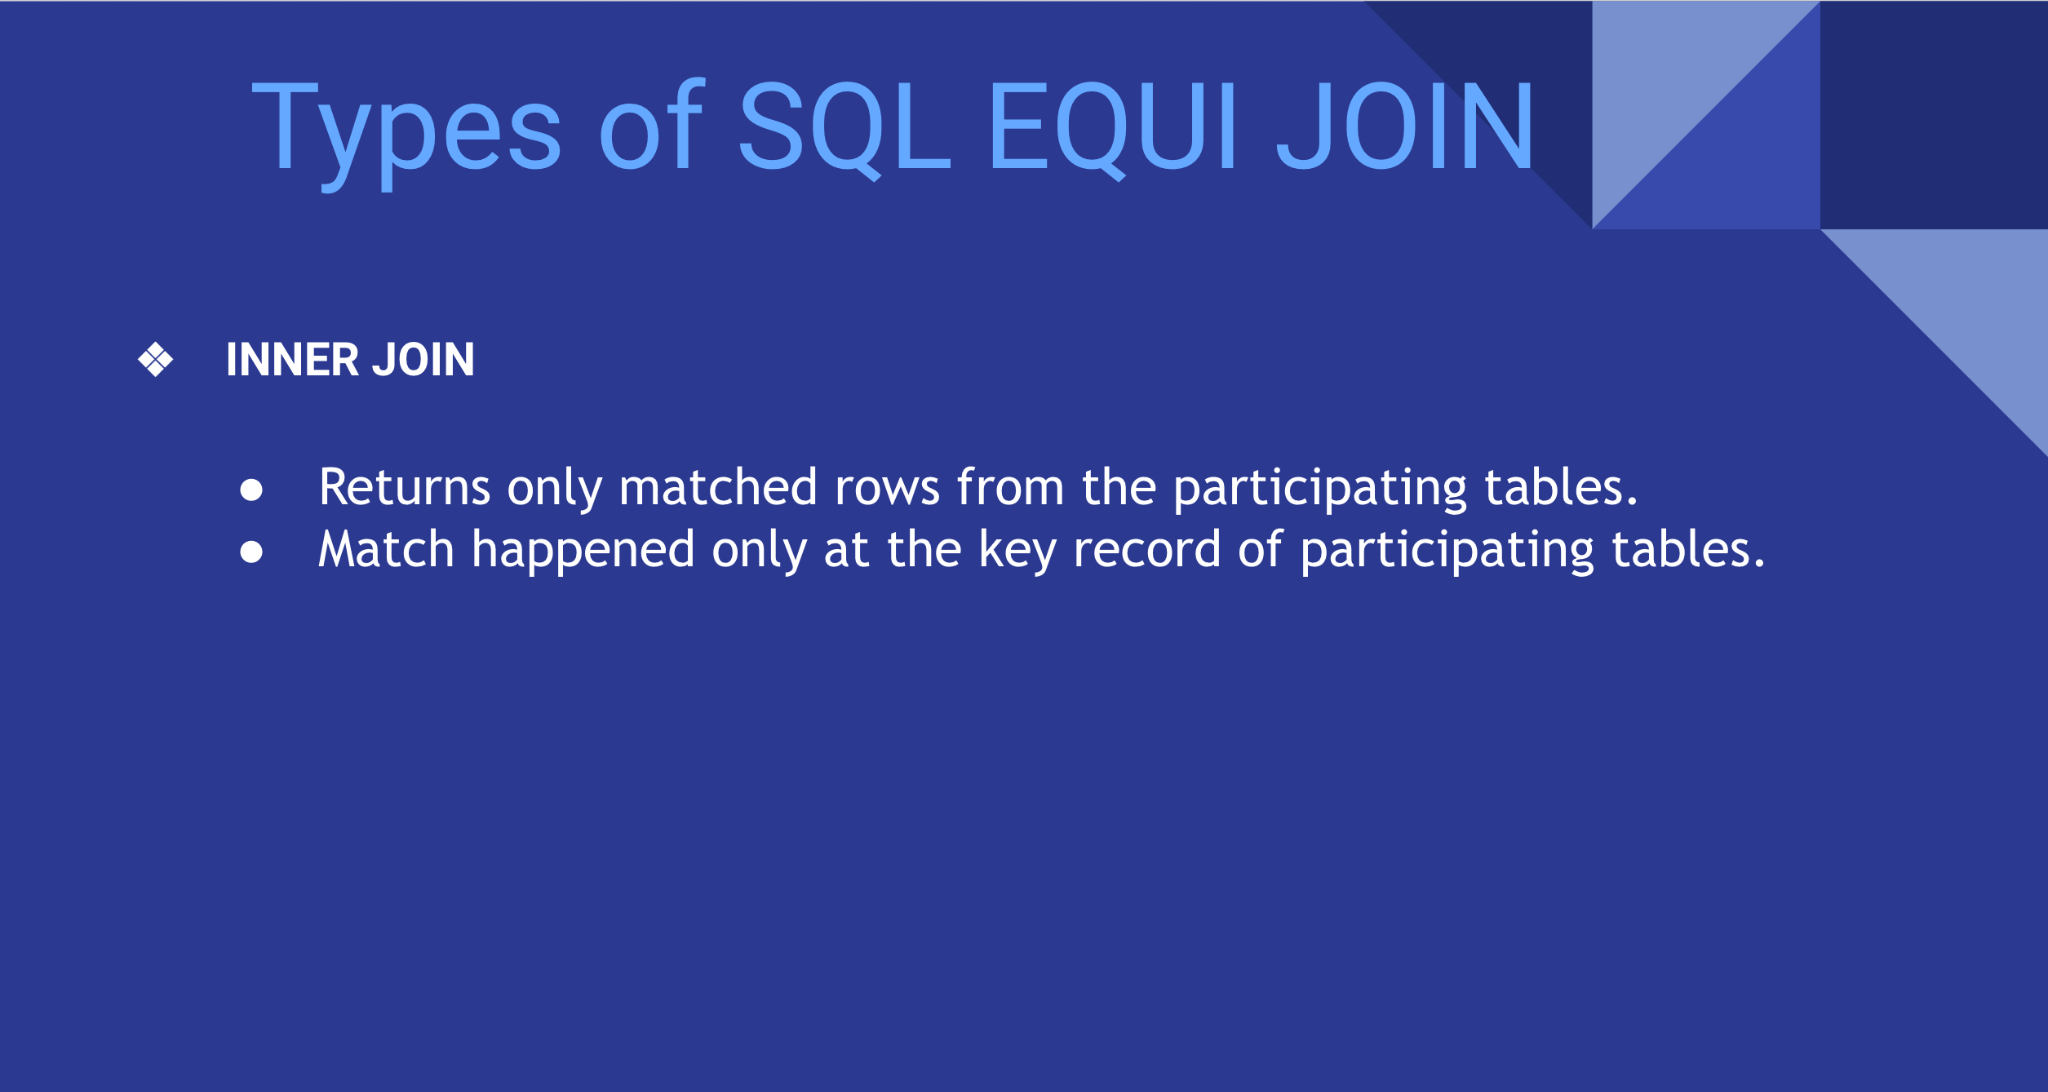 Types of SQL EQUI JOIN
❖ INNER JOIN
● Returns only matched rows from the participating tables.
● Match happened only at the key record of participating tables.